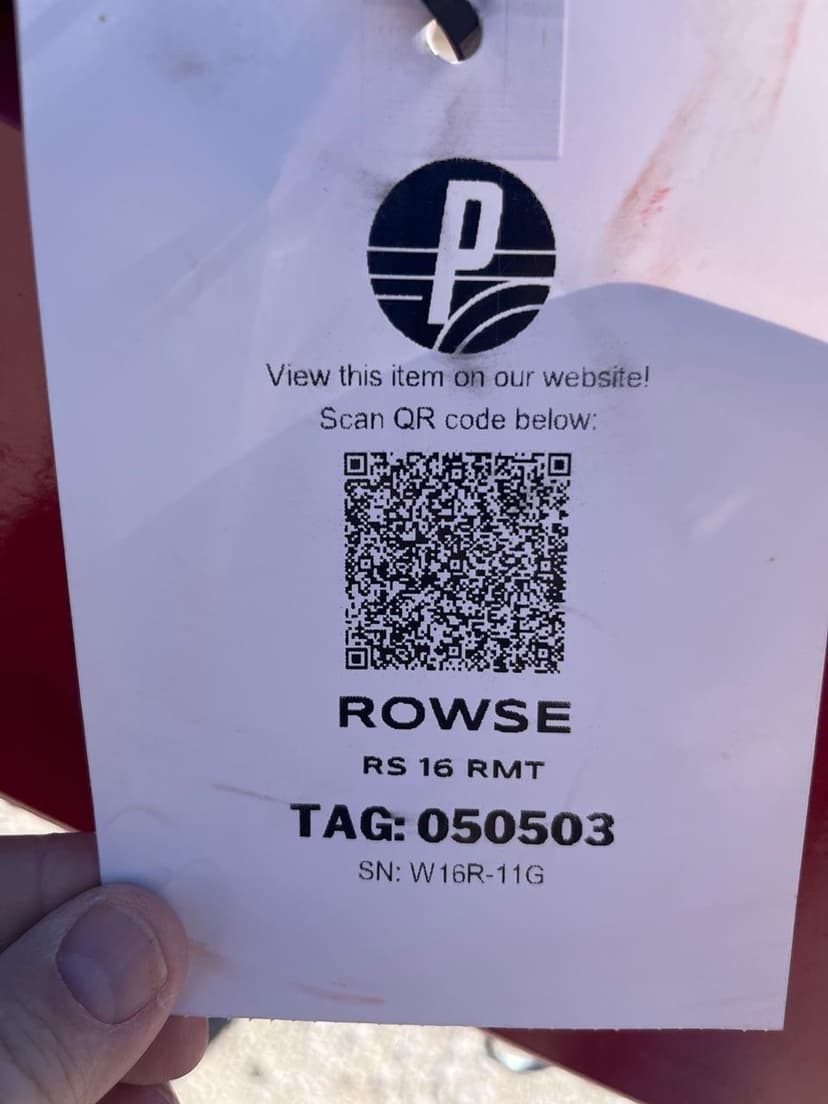 P
View this item on our website!
Scan QR code below:
ROWSE
RS 16 RMT
TAG: 050503
SN: W16R-11G